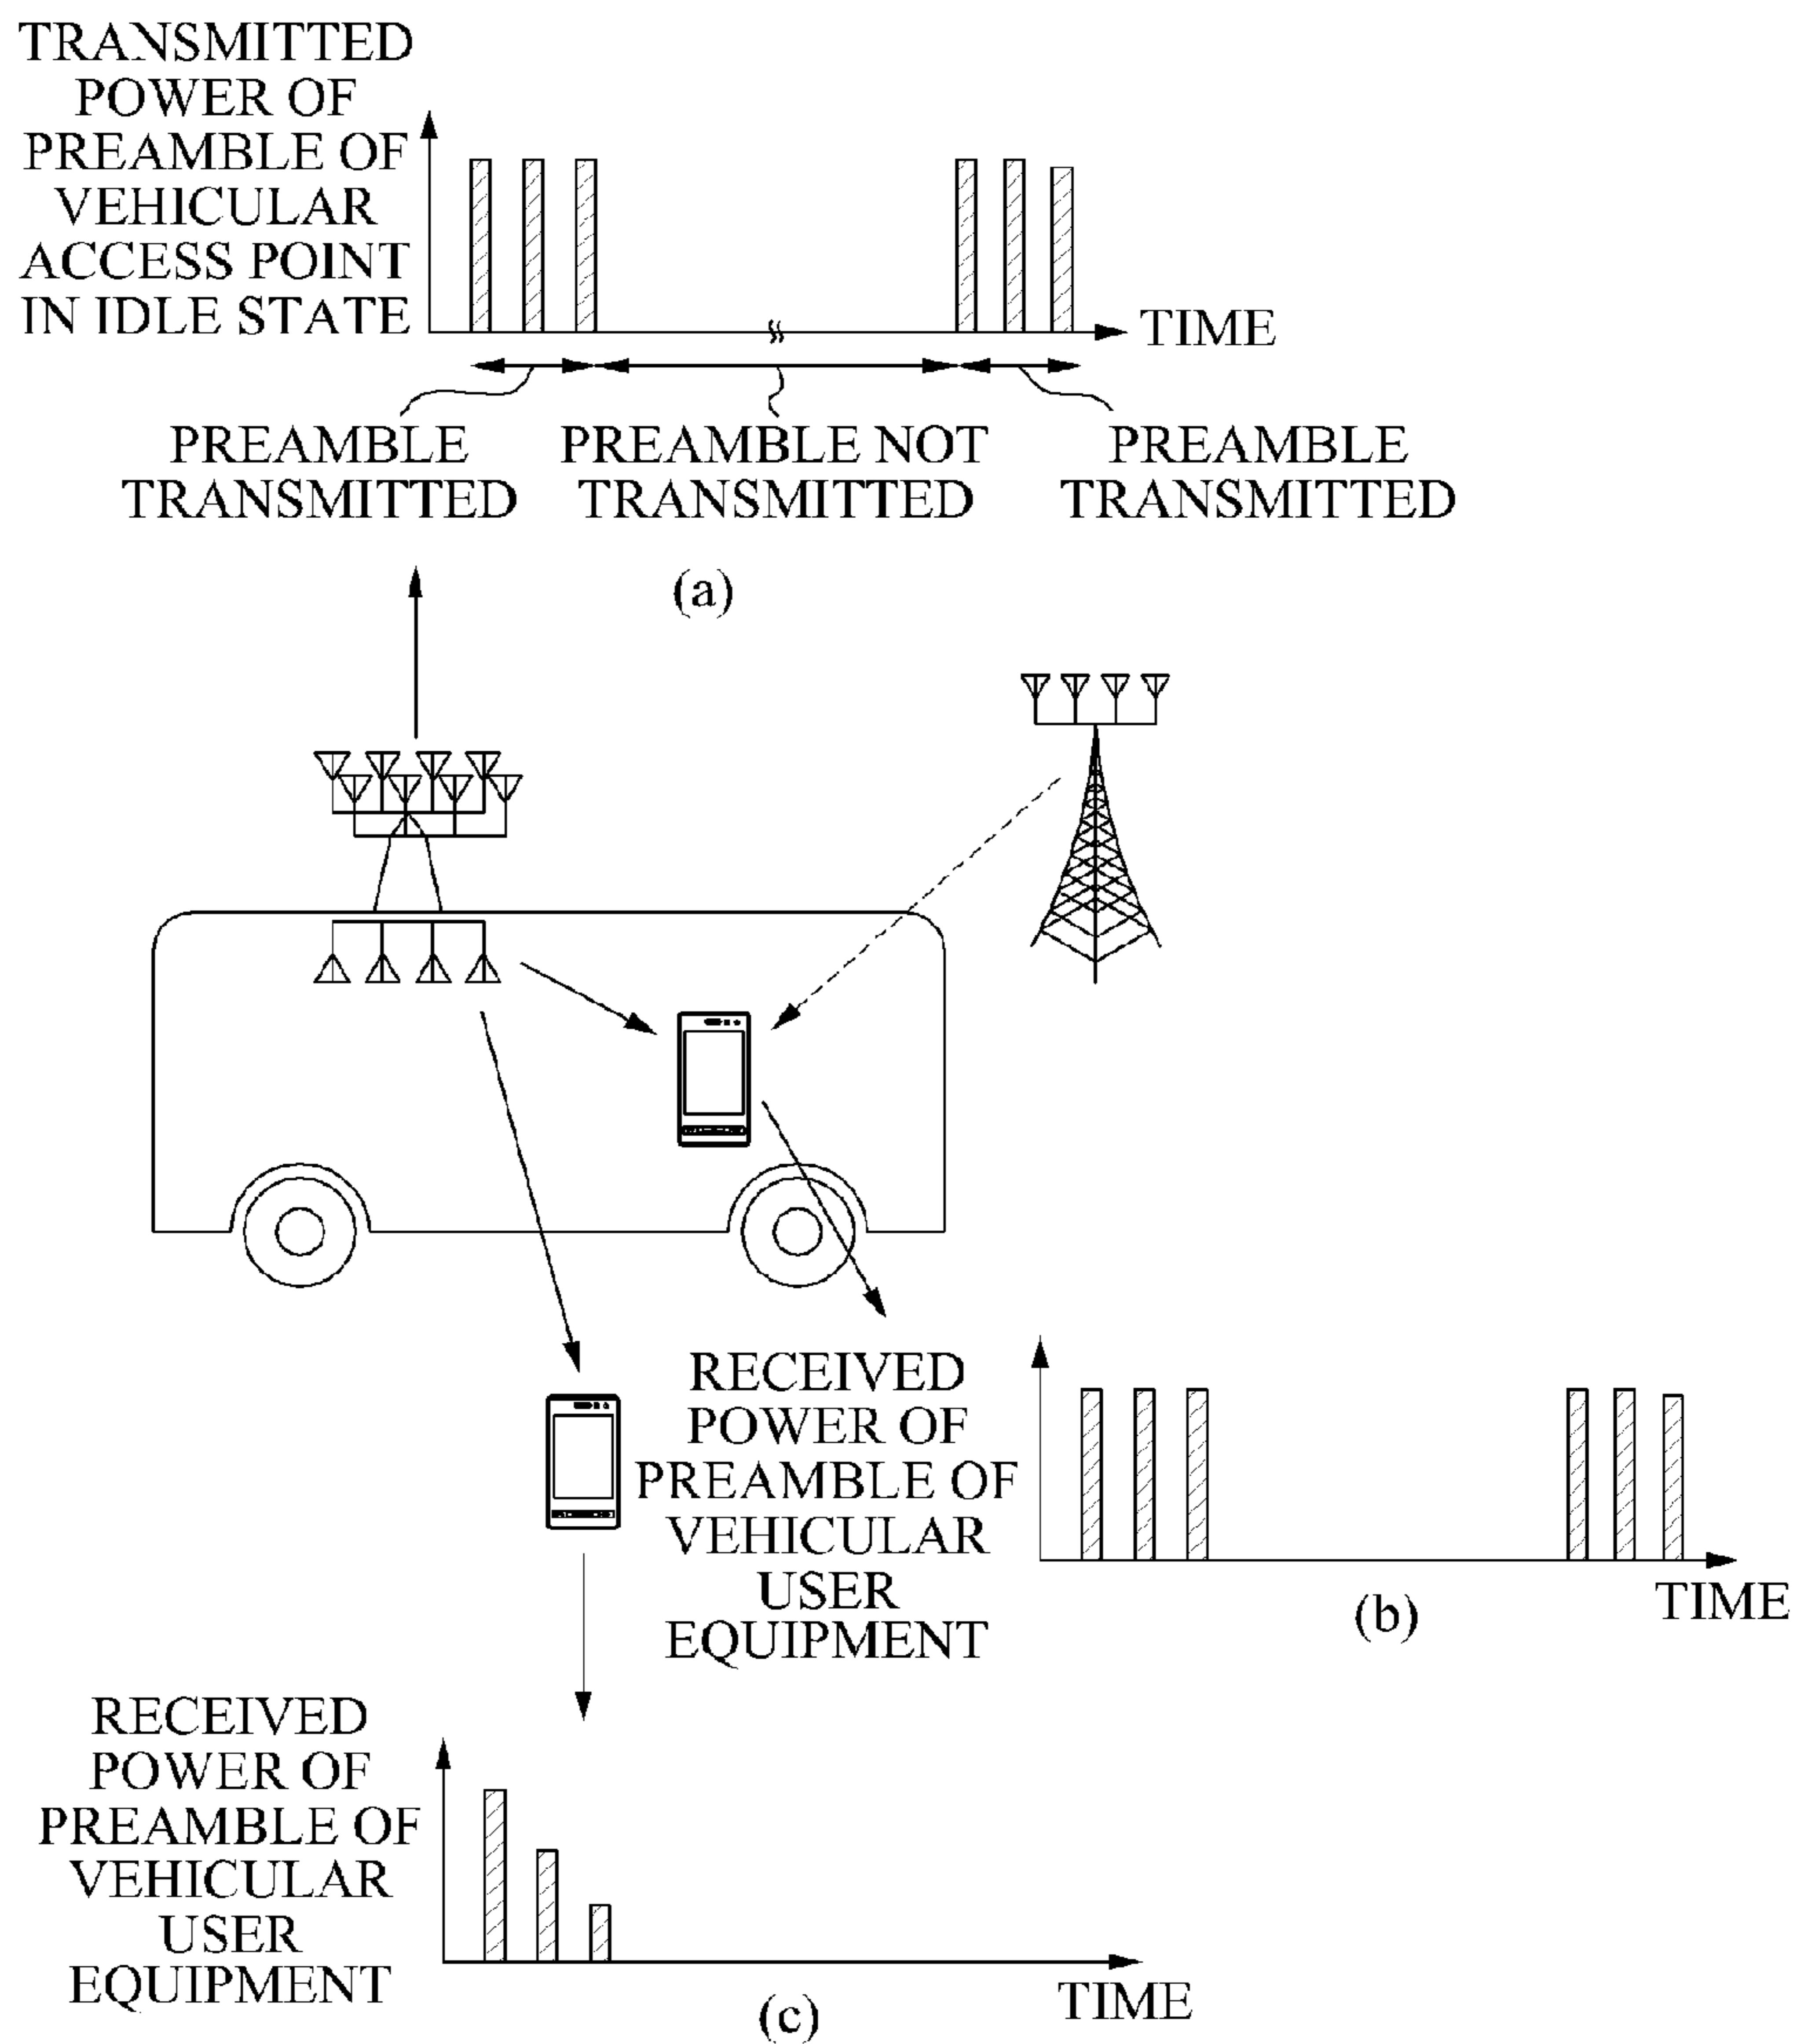 TRANSMITTED
POWER OF
PREAMBLE OF
VEHICULAR
ACCESS POINT
IN IDLE STATE
TIME
PREAMBLE
TRANSMITTED
PREAMBLE NOT
TRANSMITTED
PREAMBLE
TRANSMITTED
(a)
RECEIVED
POWER OF
PREAMBLE OF
VEHICULAR
USER
EQUIPMENT
TIME
(b)
RECEIVED
POWER OF
PREAMBLE OF
VEHICULAR
USER
EQUIPMENT
TIME
(c)